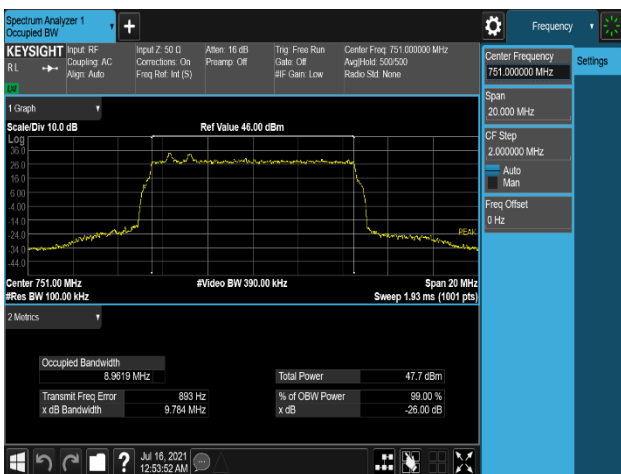 Spectrum Analyzer 1
Occupied BW
Frequency
KEYSIGHT
R L
Input: RF
Coupling: AC
Align: Auto
Input Z: 50 Ω
Corrections: On
Freq Ref: Int (S)
Atten: 16 dB
Preamp: Off
Trig: Free Run
Gate: Off
#IF Gain: Low
Center Freq: 751.000000 MHz
Avg|Hold: 500/500
Radio Std: None
Center Frequency
751.000000 MHz
Settings
Span
20.000 MHz
CF Step
2.000000 MHz
Auto
Man
Freq Offset
0 Hz
1 Graph
Scale/Div 10.0 dB
Ref Value 46.00 dBm
Log
36.0
26.0
16.0
6.00
-4.00
-14.0
-24.0
-34.0
-44.0
PEAK
Center 751.00 MHz
#Video BW 390.00 kHz
Span 20 MHz
#Res BW 100.00 kHz
Sweep 1.93 ms (1001 pts)
2 Metrics
Occupied Bandwidth
8.9619 MHz
Total Power
47.7 dBm
Transmit Freq Error
893 Hz
% of OBW Power
99.00 %
x dB Bandwidth
9.784 MHz
x dB
-26.00 dB
?
Jul 16, 2021
12:53:52 AM